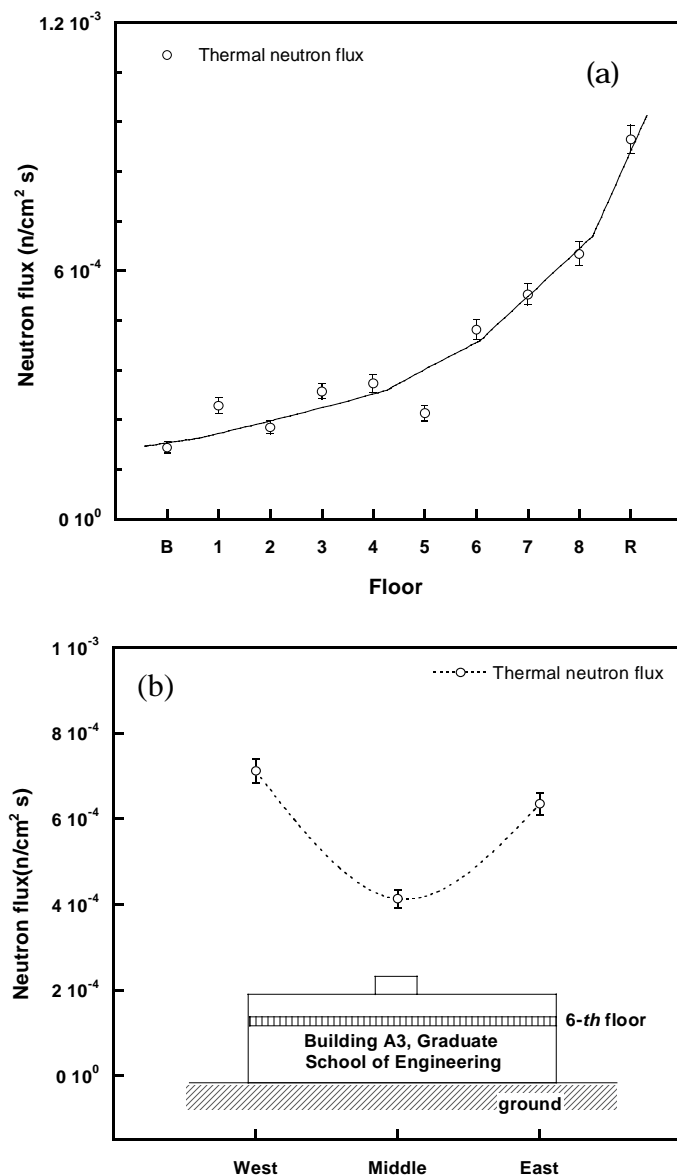 1.2 10⁻³
Thermal neutron flux
(a)
Neutron flux (n/cm² s)
6 10⁻⁴
0 10⁰
B 1 2 3 4 5 6 7 8 R
Floor
1 10⁻³
(b)
Thermal neutron flux
8 10⁻⁴
Neutron flux(n/cm² s)
6 10⁻⁴
4 10⁻⁴
2 10⁻⁴
6-th floor
Building A3, Graduate
School of Engineering
0 10⁰
ground
West Middle East